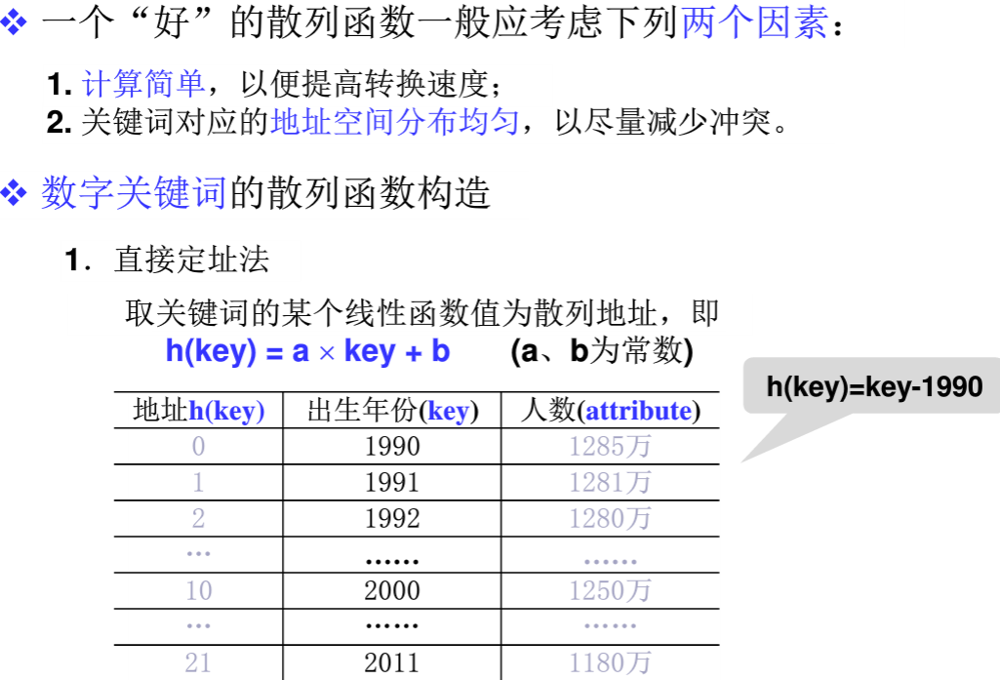 ❖ 一个“好”的散列函数一般应考虑下列两个因素：
1. 计算简单，以便提高转换速度；
2. 关键词对应的地址空间分布均匀，以尽量减少冲突。
❖ 数字关键词的散列函数构造
1. 直接定址法
取关键词的某个线性函数值为散列地址，即
h(key) = a × key + b (a、b为常数)
h(key)=key-1990
地址h(key) 出生年份(key) 人数(attribute)
0 1990 1285万
1 1991 1281万
2 1992 1280万
… …… ……
10 2000 1250万
… …… ……
21 2011 1180万